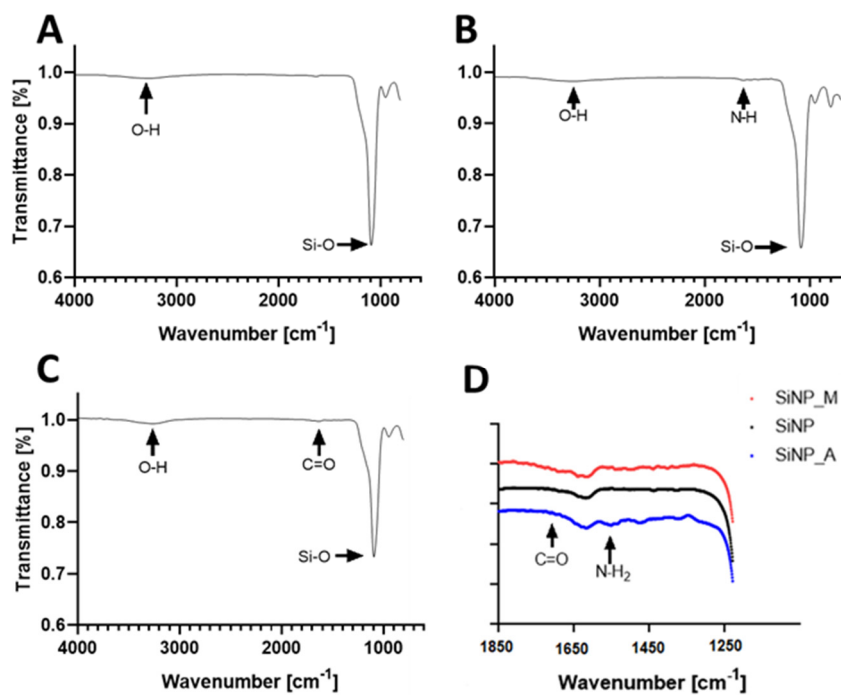 A
Transmittance [%]
1.0
0.9
0.8
0.7
0.6
O-H
Si-O
4000 3000 2000 1000
Wavenumber [cm⁻¹]
B
1.0
0.9
0.8
0.7
0.6
O-H
N-H
Si-O
4000 3000 2000 1000
Wavenumber [cm⁻¹]
C
Transmittance [%]
1.0
0.9
0.8
0.7
0.6
O-H
C=O
Si-O
4000 3000 2000 1000
Wavenumber [cm⁻¹]
D
SiNP_M
SiNP
SiNP_A
C=O
N-H₂
1850 1650 1450 1250
Wavenumber [cm⁻¹]